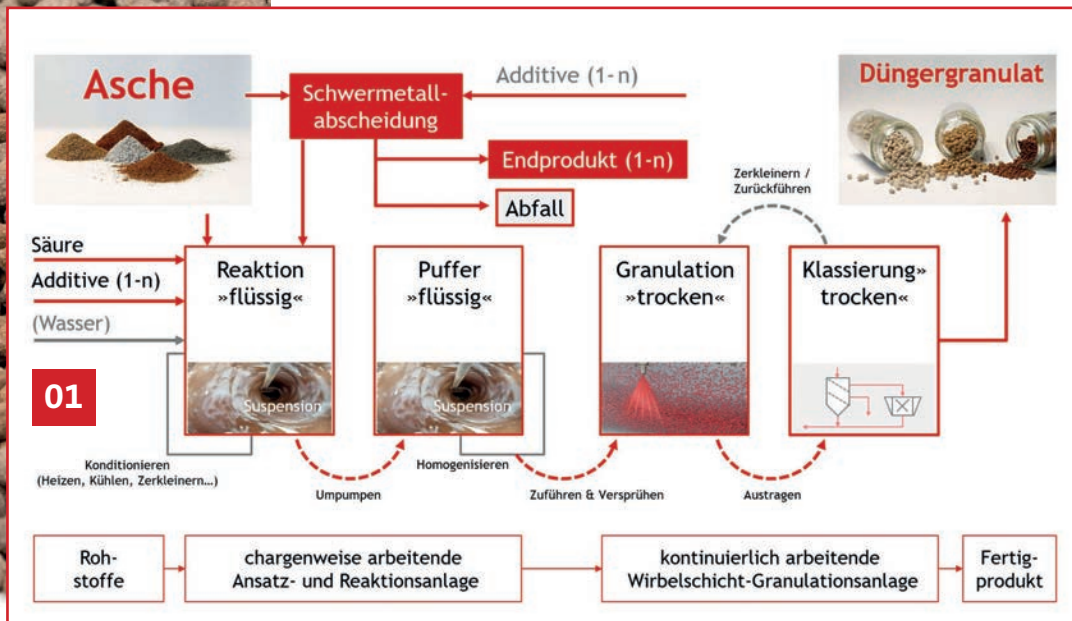 Asche
Schwermetall-
abscheidung
Additive (1-n)
Düngergranulat
Endprodukt (1-n)
Abfall
Zerkleinern /
Zurückführen
Säure
Additive (1-n)
(Wasser)
Reaktion
»flüssig«
Suspension
Puffer
»flüssig«
Suspension
Granulation
»trocken«
Klassierung»
trocken«
01
Konditionieren
(Heizen, Kühlen, Zerkleinern...)
Umpumpen
Homogenisieren
Zuführen & Versprühen
Austragen
Roh-
stoffe
chargenweise arbeitende
Ansatz- und Reaktionsanlage
kontinuierlich arbeitende
Wirbelschicht-Granulationsanlage
Fertig-
produkt